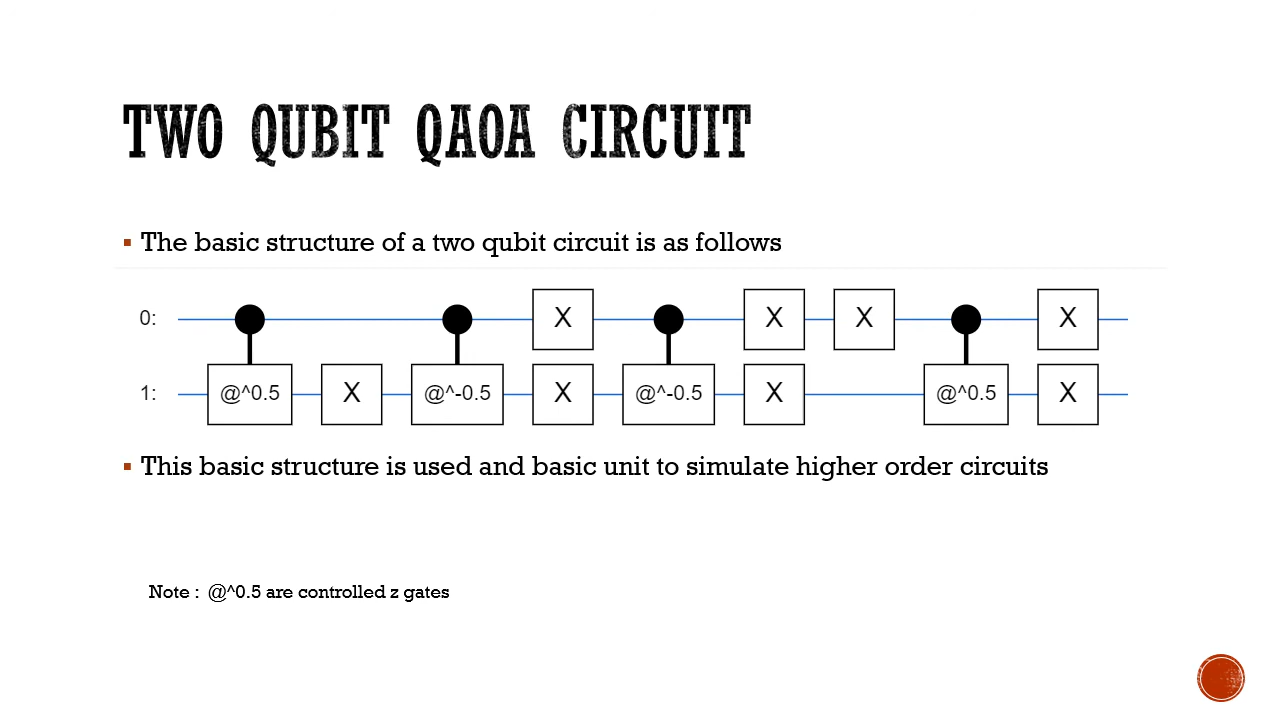 TWO QUBIT QAOA CIRCUIT
The basic structure of a two qubit circuit is as follows
0: X X X X
1: @^0.5 X @^-0.5 X @^-0.5 X @^0.5 X
This basic structure is used and basic unit to simulate higher order circuits
Note : @^0.5 are controlled z gates